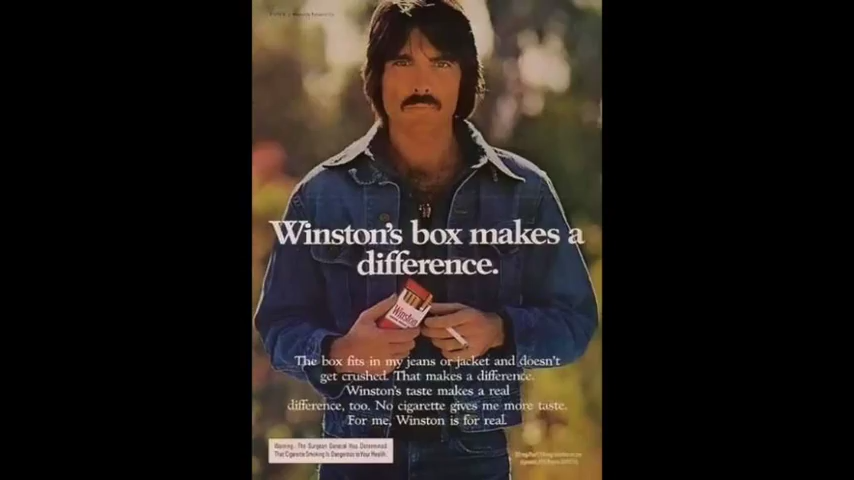 Winston's box makes a
difference.
Winston
The box fits in my jeans or jacket and doesn't
get crushed. That makes a difference.
Winston's taste makes a real
difference, too. No cigarette gives me more taste.
For me, Winston is for real.
Warning: The Surgeon General Has Determined
That Cigarette Smoking Is Dangerous to Your Health.